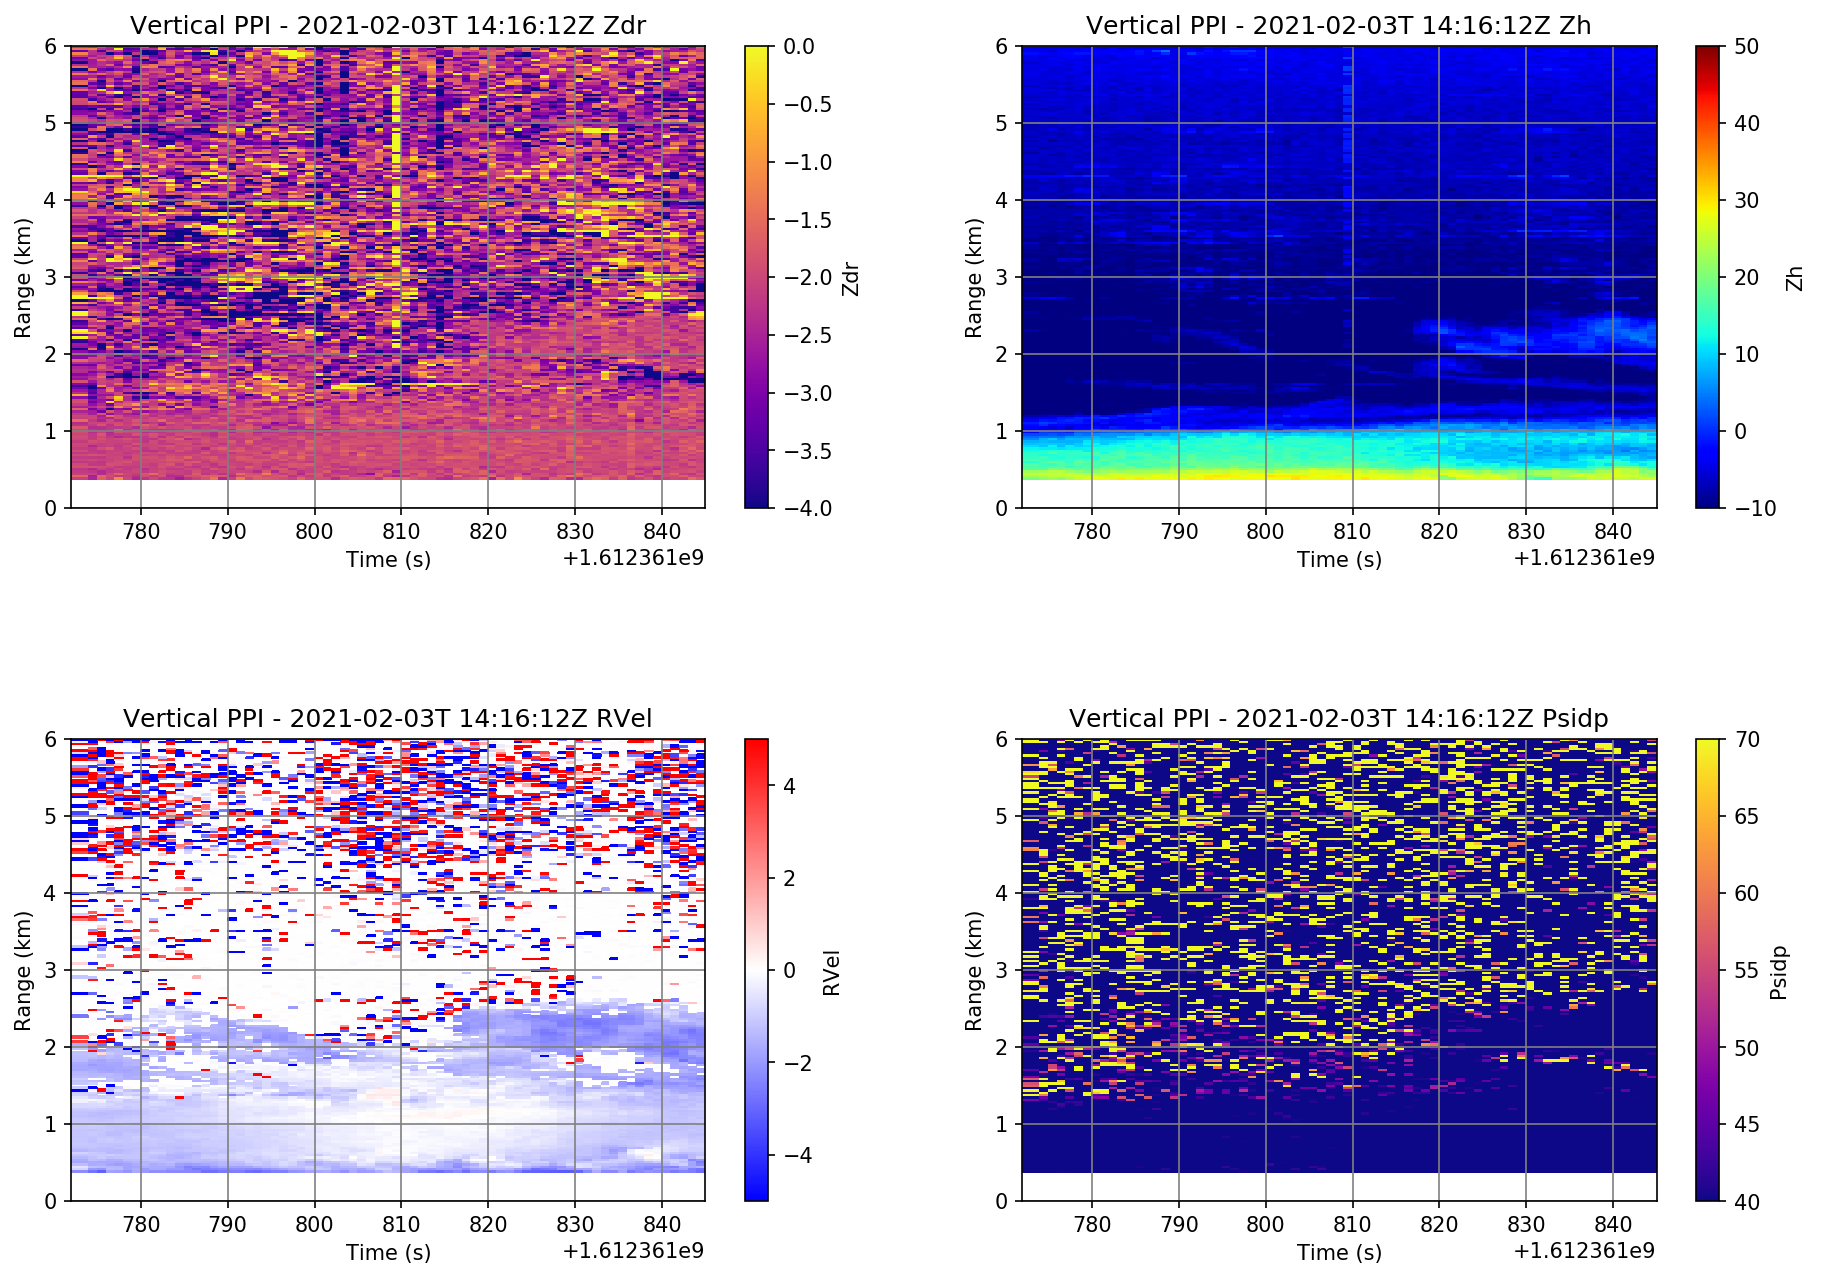 Vertical PPI - 2021-02-03T 14:16:12Z Zdr
6
5
4
3
2
1
0
Range (km)
780 790 800 810 820 830 840
Time (s)
+1.612361e9
0.0
−0.5
−1.0
−1.5
−2.0
−2.5
−3.0
−3.5
−4.0
Zdr
Vertical PPI - 2021-02-03T 14:16:12Z Zh
6
5
4
3
2
1
0
Range (km)
780 790 800 810 820 830 840
Time (s)
+1.612361e9
50
40
30
20
10
0
−10
Zh
Vertical PPI - 2021-02-03T 14:16:12Z RVel
6
5
4
3
2
1
0
Range (km)
780 790 800 810 820 830 840
Time (s)
+1.612361e9
4
2
0
−2
−4
RVel
Vertical PPI - 2021-02-03T 14:16:12Z Psidp
6
5
4
3
2
1
0
Range (km)
780 790 800 810 820 830 840
Time (s)
+1.612361e9
70
65
60
55
50
45
40
Psidp